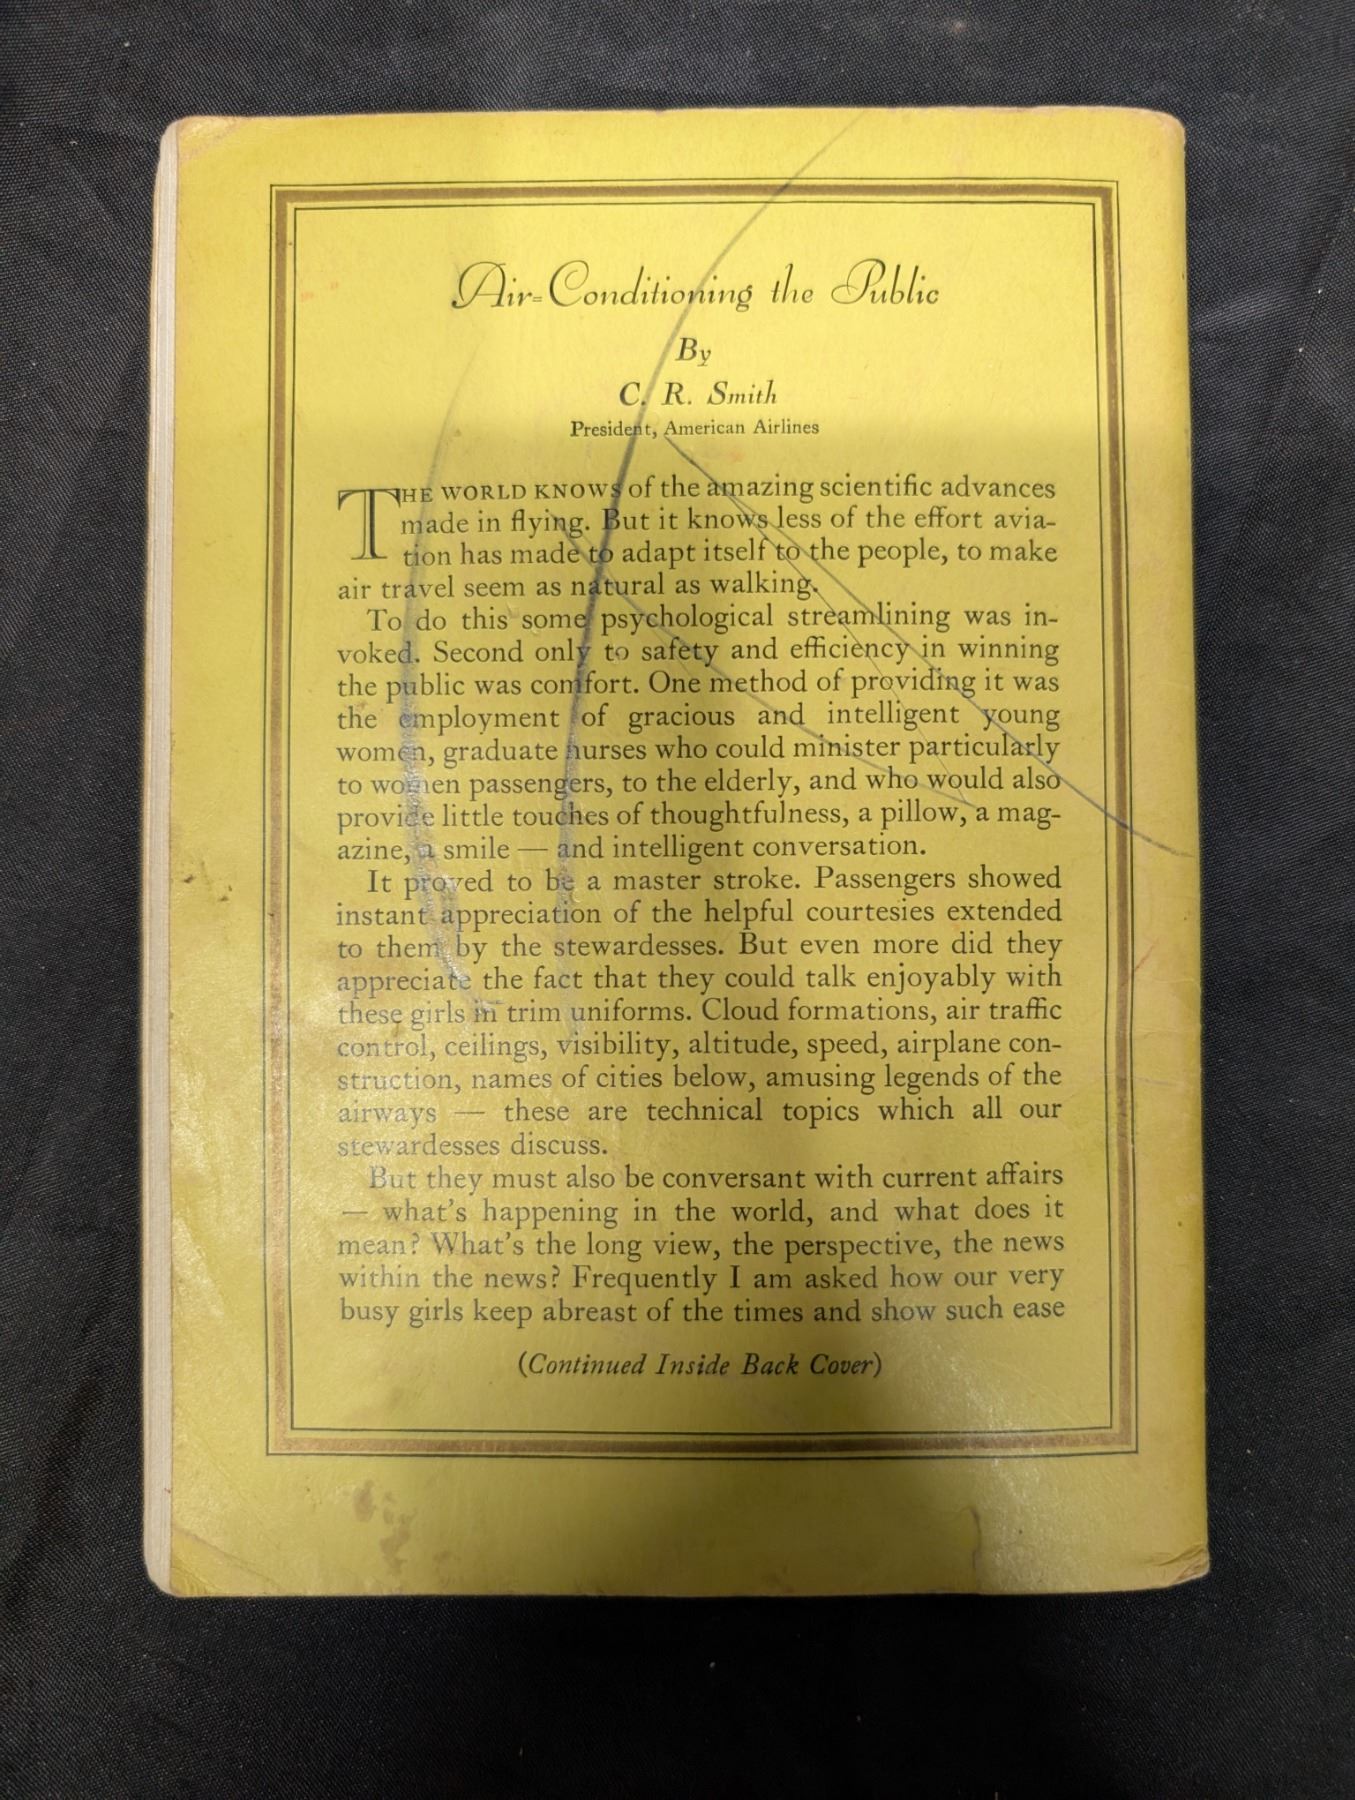 Air-Conditioning the Public
By
C. R. Smith
President, American Airlines
THE WORLD KNOWS of the amazing scientific advances
made in flying. But it knows less of the effort avia-
tion has made to adapt itself to the people, to make
air travel seem as natural as walking.
To do this some psychological streamlining was in-
voked. Second only to safety and efficiency in winning
the public was comfort. One method of providing it was
the employment of gracious and intelligent young
women, graduate nurses who could minister particularly
to women passengers, to the elderly, and who would also
provide little touches of thoughtfulness, a pillow, a mag-
azine, a smile — and intelligent conversation.
It proved to be a master stroke. Passengers showed
instant appreciation of the helpful courtesies extended
to them by the stewardesses. But even more did they
appreciate the fact that they could talk enjoyably with
these girls in trim uniforms. Cloud formations, air traffic
control, ceilings, visibility, altitude, speed, airplane con-
struction, names of cities below, amusing legends of the
airways — these are technical topics which all our
stewardesses discuss.
But they must also be conversant with current affairs
— what's happening in the world, and what does it
mean? What's the long view, the perspective, the news
within the news? Frequently I am asked how our very
busy girls keep abreast of the times and show such ease
(Continued Inside Back Cover)